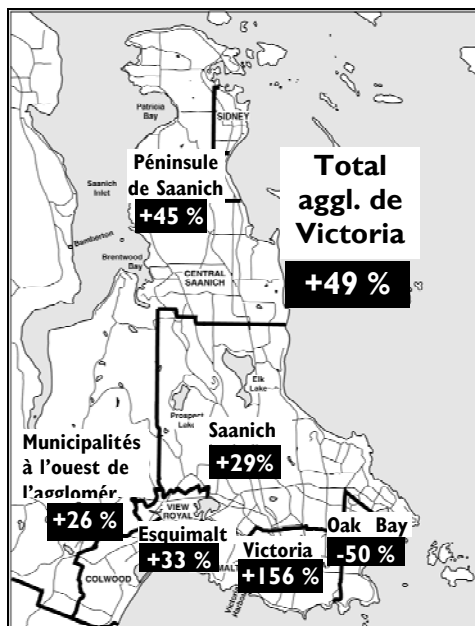 Patricia
Bay
SIDNEY
Péninsule
de Saanich
+45 %
Total
aggl. de
Victoria
+49 %
Saanich
Inlet
Bamberton
Brentwood
Bay
CENTRAL
SAANICH
Elk
Lake
Prospect
Lake
Saanich
+29%
Municipalités
à l'ouest de
l'agglomér.
+26 %
VIEW
ROYAL
Esquimalt
+33 %
Victoria
+156 %
Oak Bay
-50 %
COLWOOD